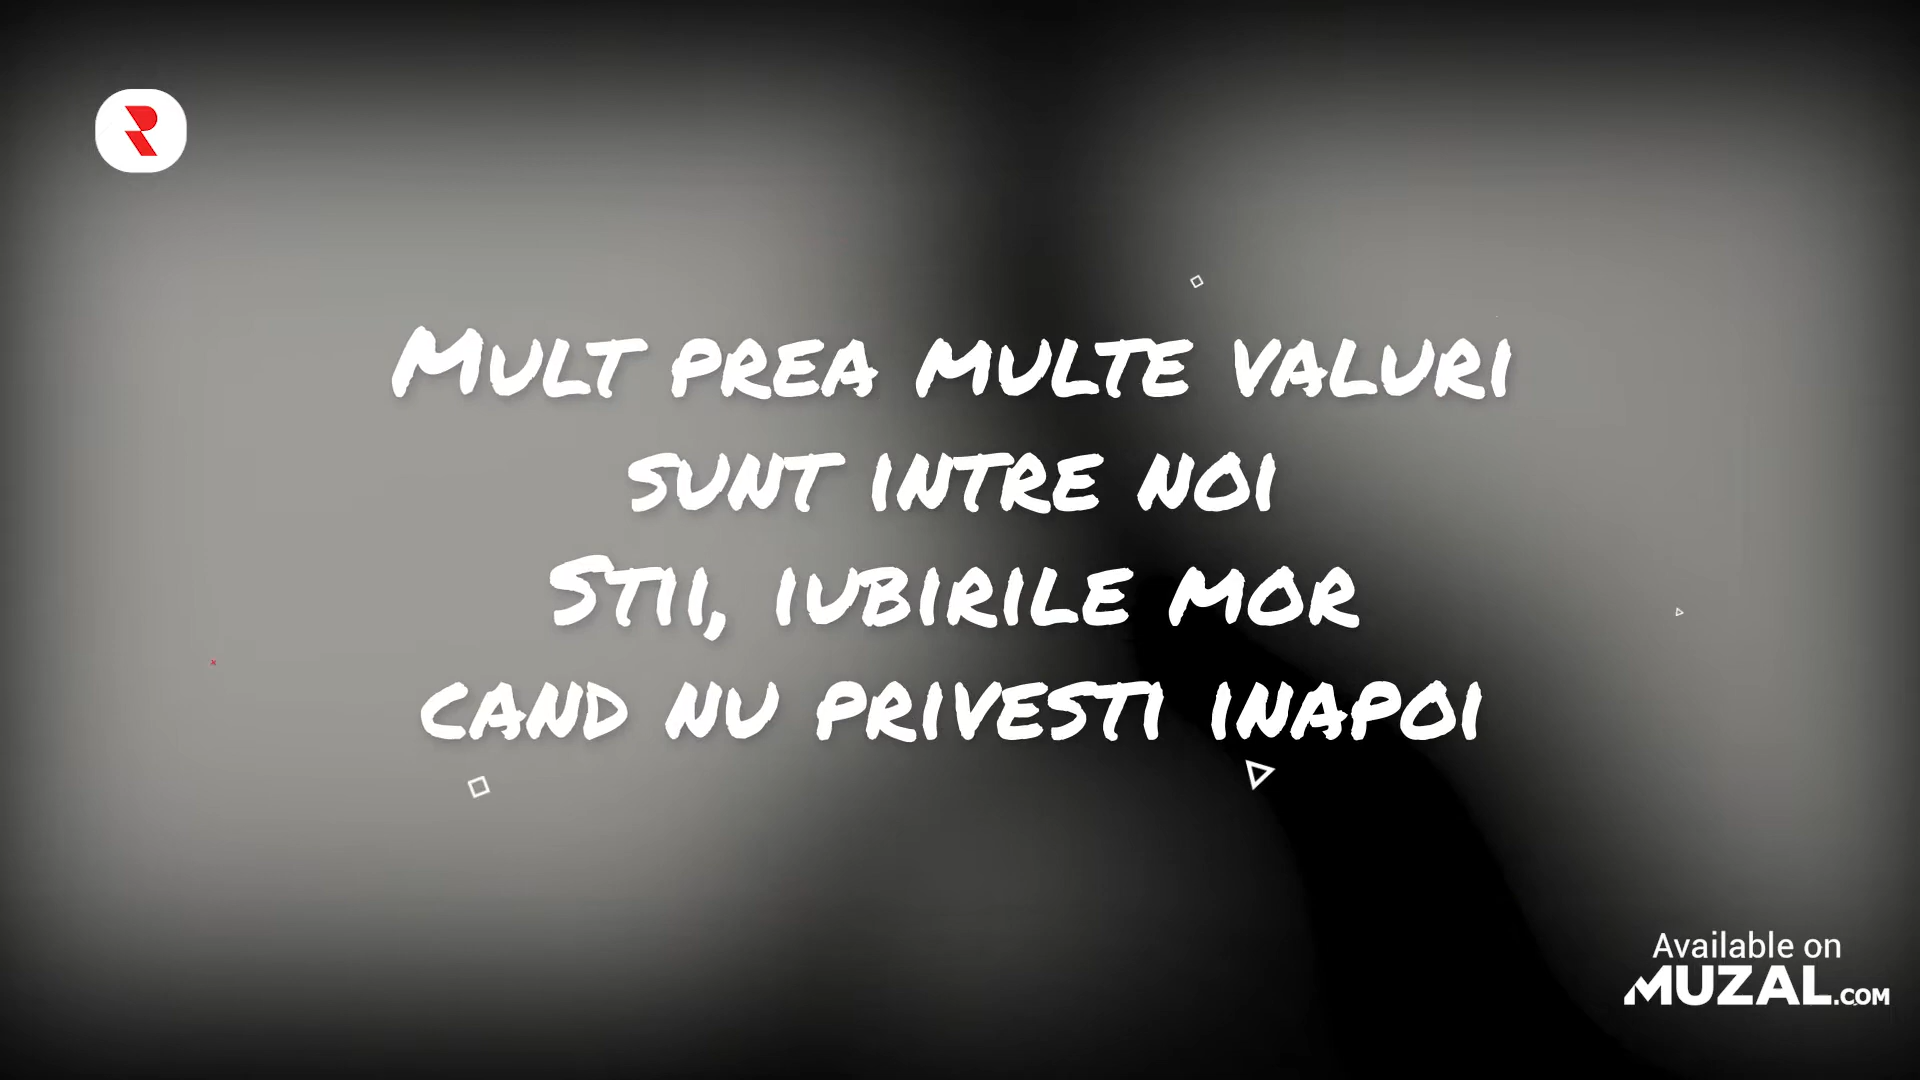 R
Mult prea multe valuri
sunt intre noi
Stii, iubirile mor
cand nu privesti inapoi
Available on
MUZAL.COM